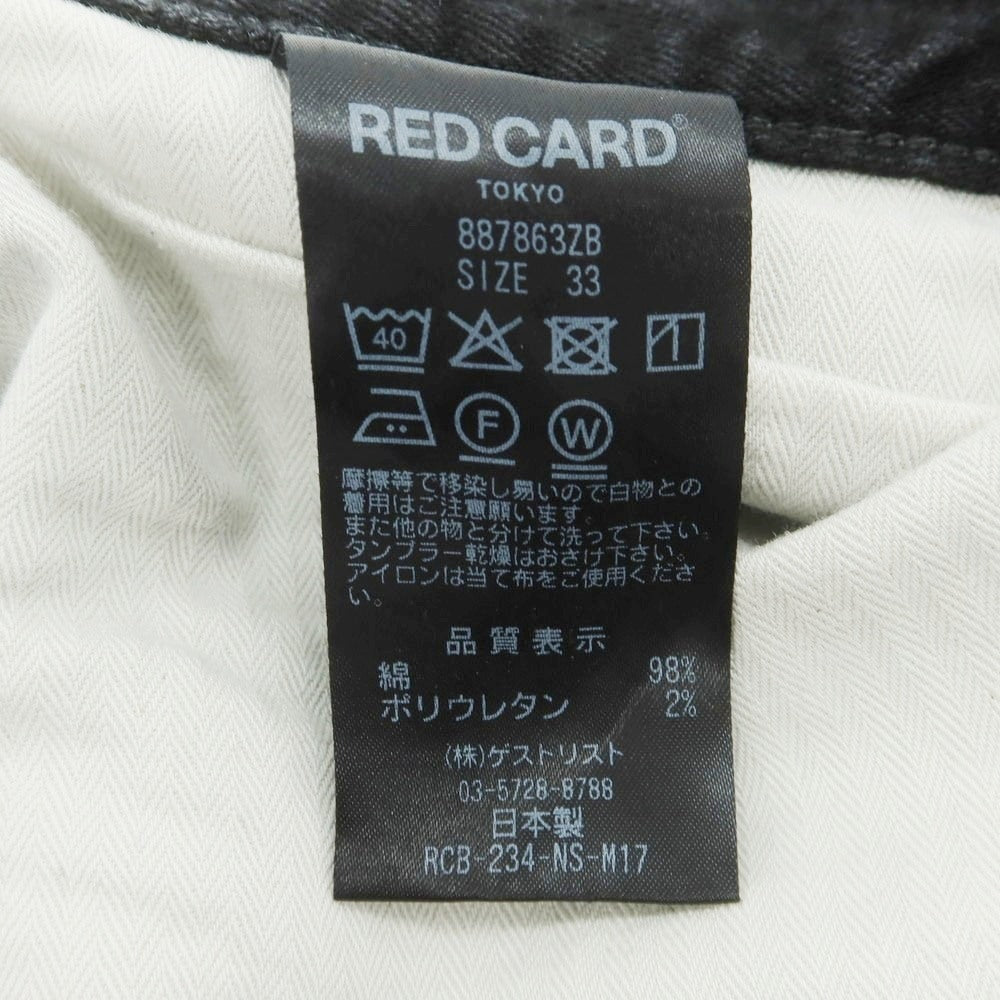 RED CARD®
TOKYO
887863ZB
SIZE 33
40
F
W
摩擦等で移染し易いので白物との
着用はご注意願います。
また他の物と分けて洗って下さい。
タンブラー乾燥はおさけ下さい。
アイロンは当て布をご使用くださ
い。
品質表示
綿 98%
ポリウレタン 2%
(株)ゲストリスト
03-5728-8788
日本製
RCB-234-NS-M17